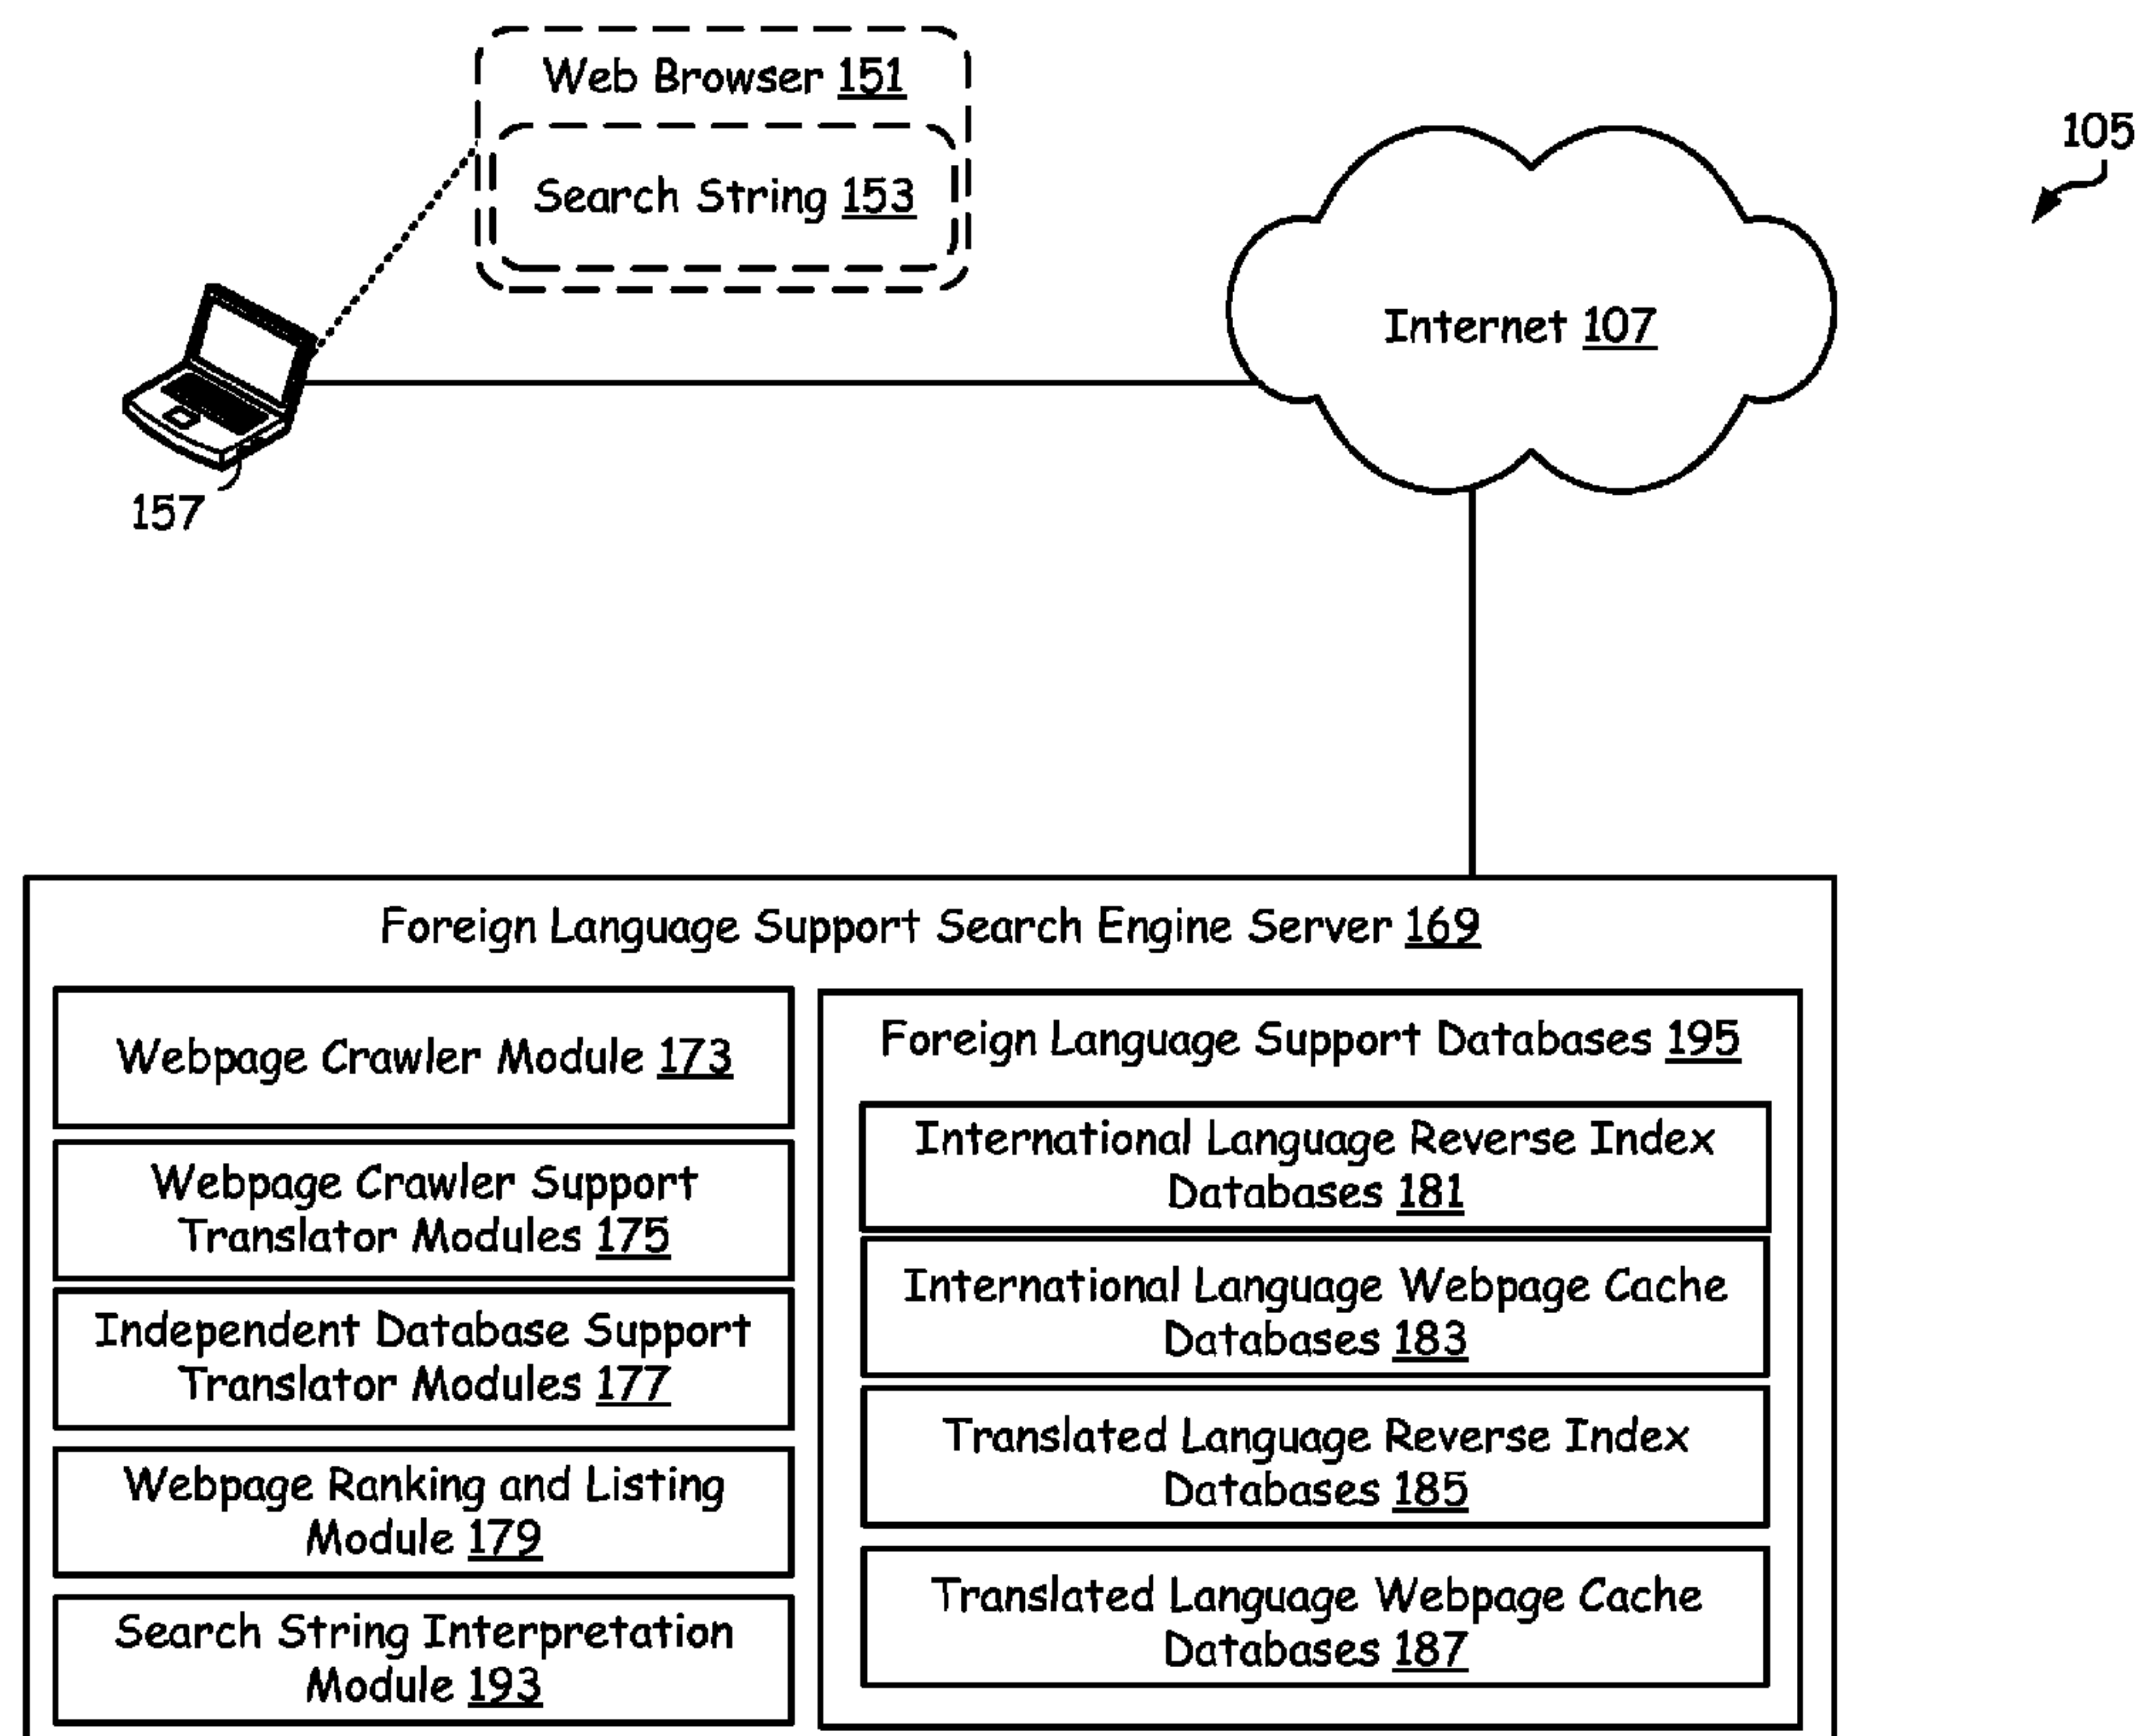 Web Browser 151
Search String 153
105
Internet 107
157
Foreign Language Support Search Engine Server 169
Webpage Crawler Module 173
Webpage Crawler Support
Translator Modules 175
Independent Database Support
Translator Modules 177
Webpage Ranking and Listing
Module 179
Search String Interpretation
Module 193
Foreign Language Support Databases 195
International Language Reverse Index
Databases 181
International Language Webpage Cache
Databases 183
Translated Language Reverse Index
Databases 185
Translated Language Webpage Cache
Databases 187